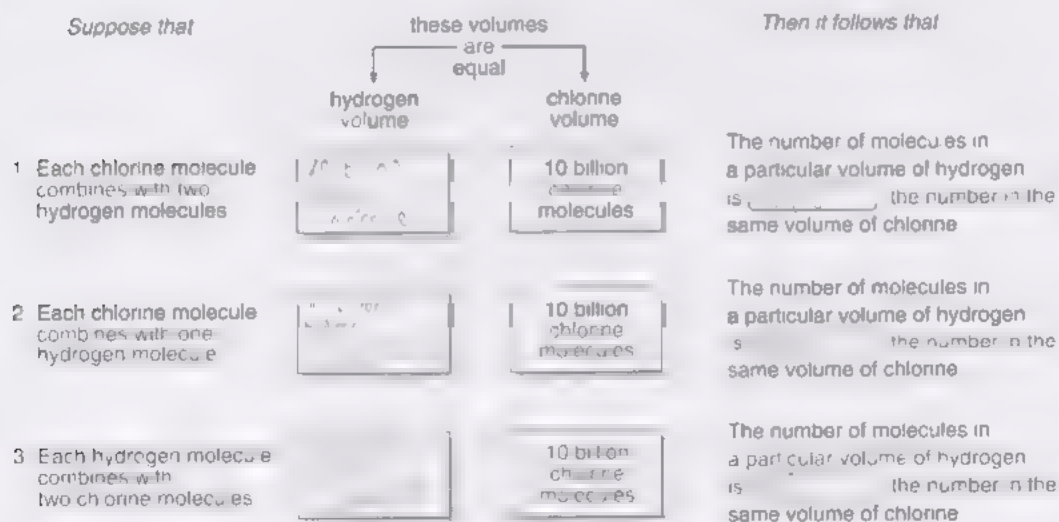 Suppose that
these volumes
are
equal
Then it follows that
hydrogen
volume
chlorine
volume
1 Each chlorine molecule
combines with two
hydrogen molecules
10 billion
chlorine
molecules
The number of molecules in
a particular volume of hydrogen
is the number in the
same volume of chlorine
2 Each chlorine molecule
combines with one
hydrogen molecule
10 billion
chlorine
molecules
The number of molecules in
a particular volume of hydrogen
is the number in the
same volume of chlorine
3 Each hydrogen molecule
combines with
two chlorine molecules
10 billion
chlorine
molecules
The number of molecules in
a particular volume of hydrogen
is the number in the
same volume of chlorine